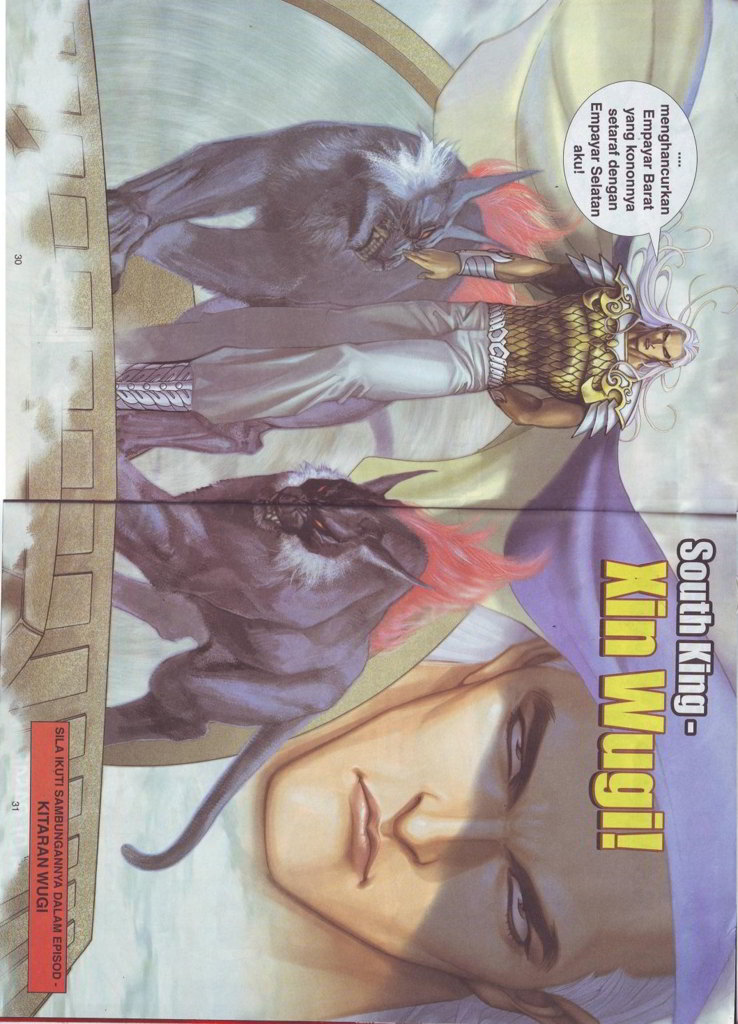 ....
menghancurkan
Empayar Barat
yang kononnya
setaraf dengan
Empayar Selatan
aku!
South King -
Xin Wugi!
SILA IKUTI SAMBUNGANNYA DALAM EPISOD -
KITARAN WUGI
30
31